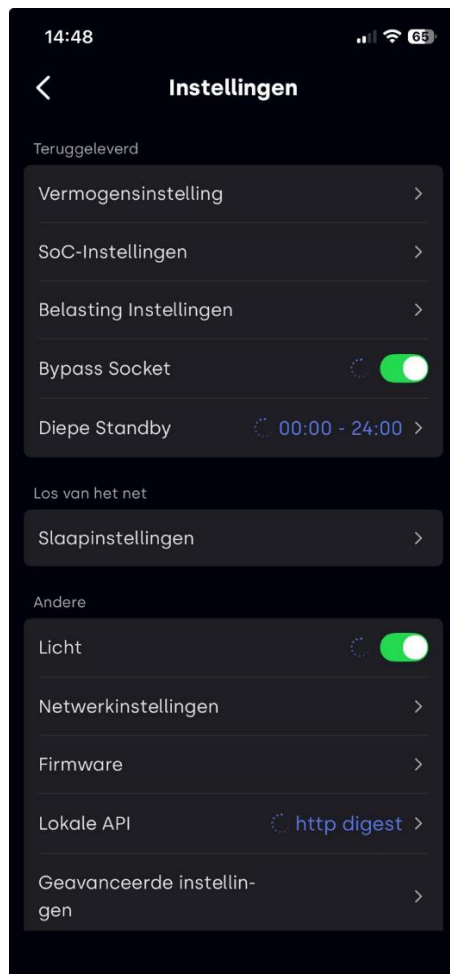 14:48
65
Instellingen
Teruggeleverd
Vermogensinstelling
SoC-Instellingen
Belasting Instellingen
Bypass Socket
Diepe Standby 00:00 - 24:00
Los van het net
Slaapinstellingen
Andere
Licht
Netwerkinstellingen
Firmware
Lokale API http digest
Geavanceerde instellin-
gen